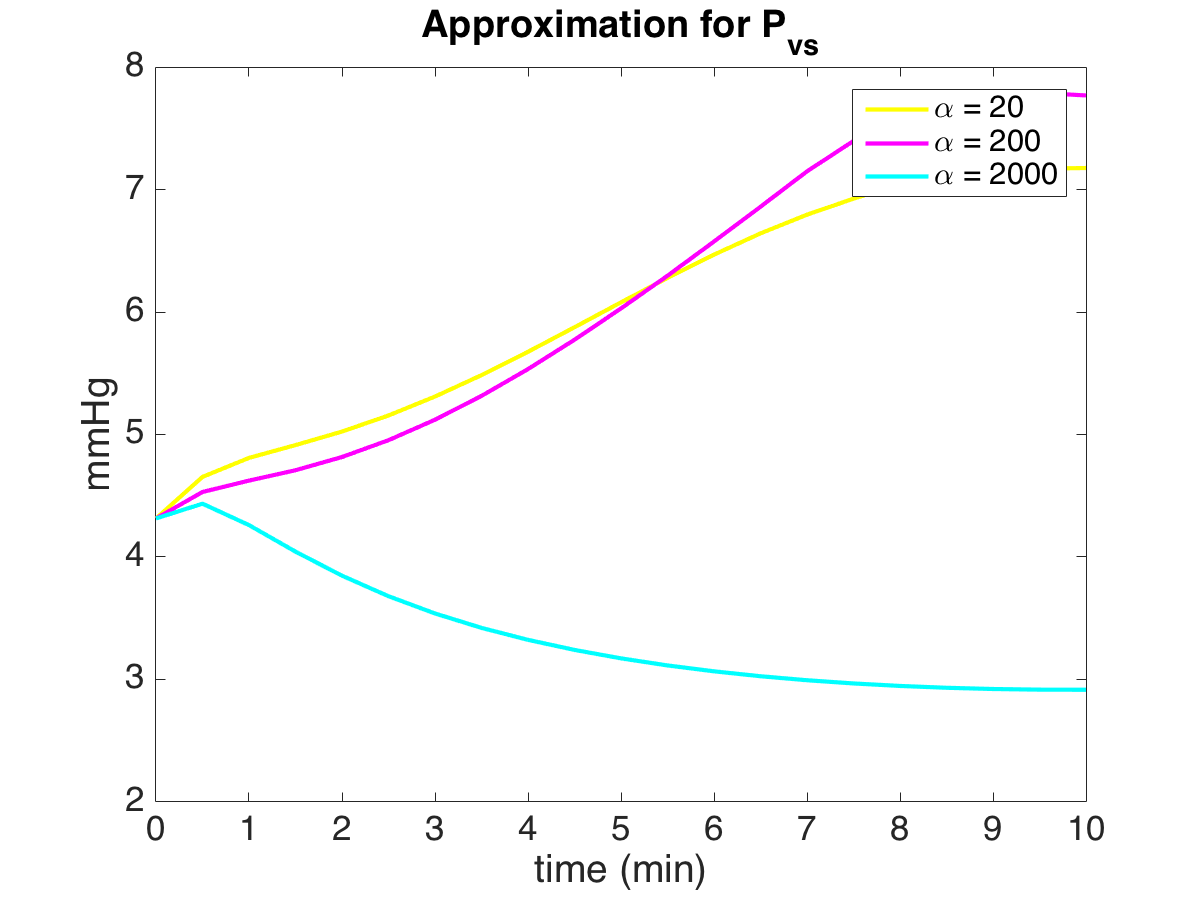 Approximation for P_vs
8
7
6
5
4
3
2
mmHg
α = 20
α = 200
α = 2000
0 1 2 3 4 5 6 7 8 9 10
time (min)